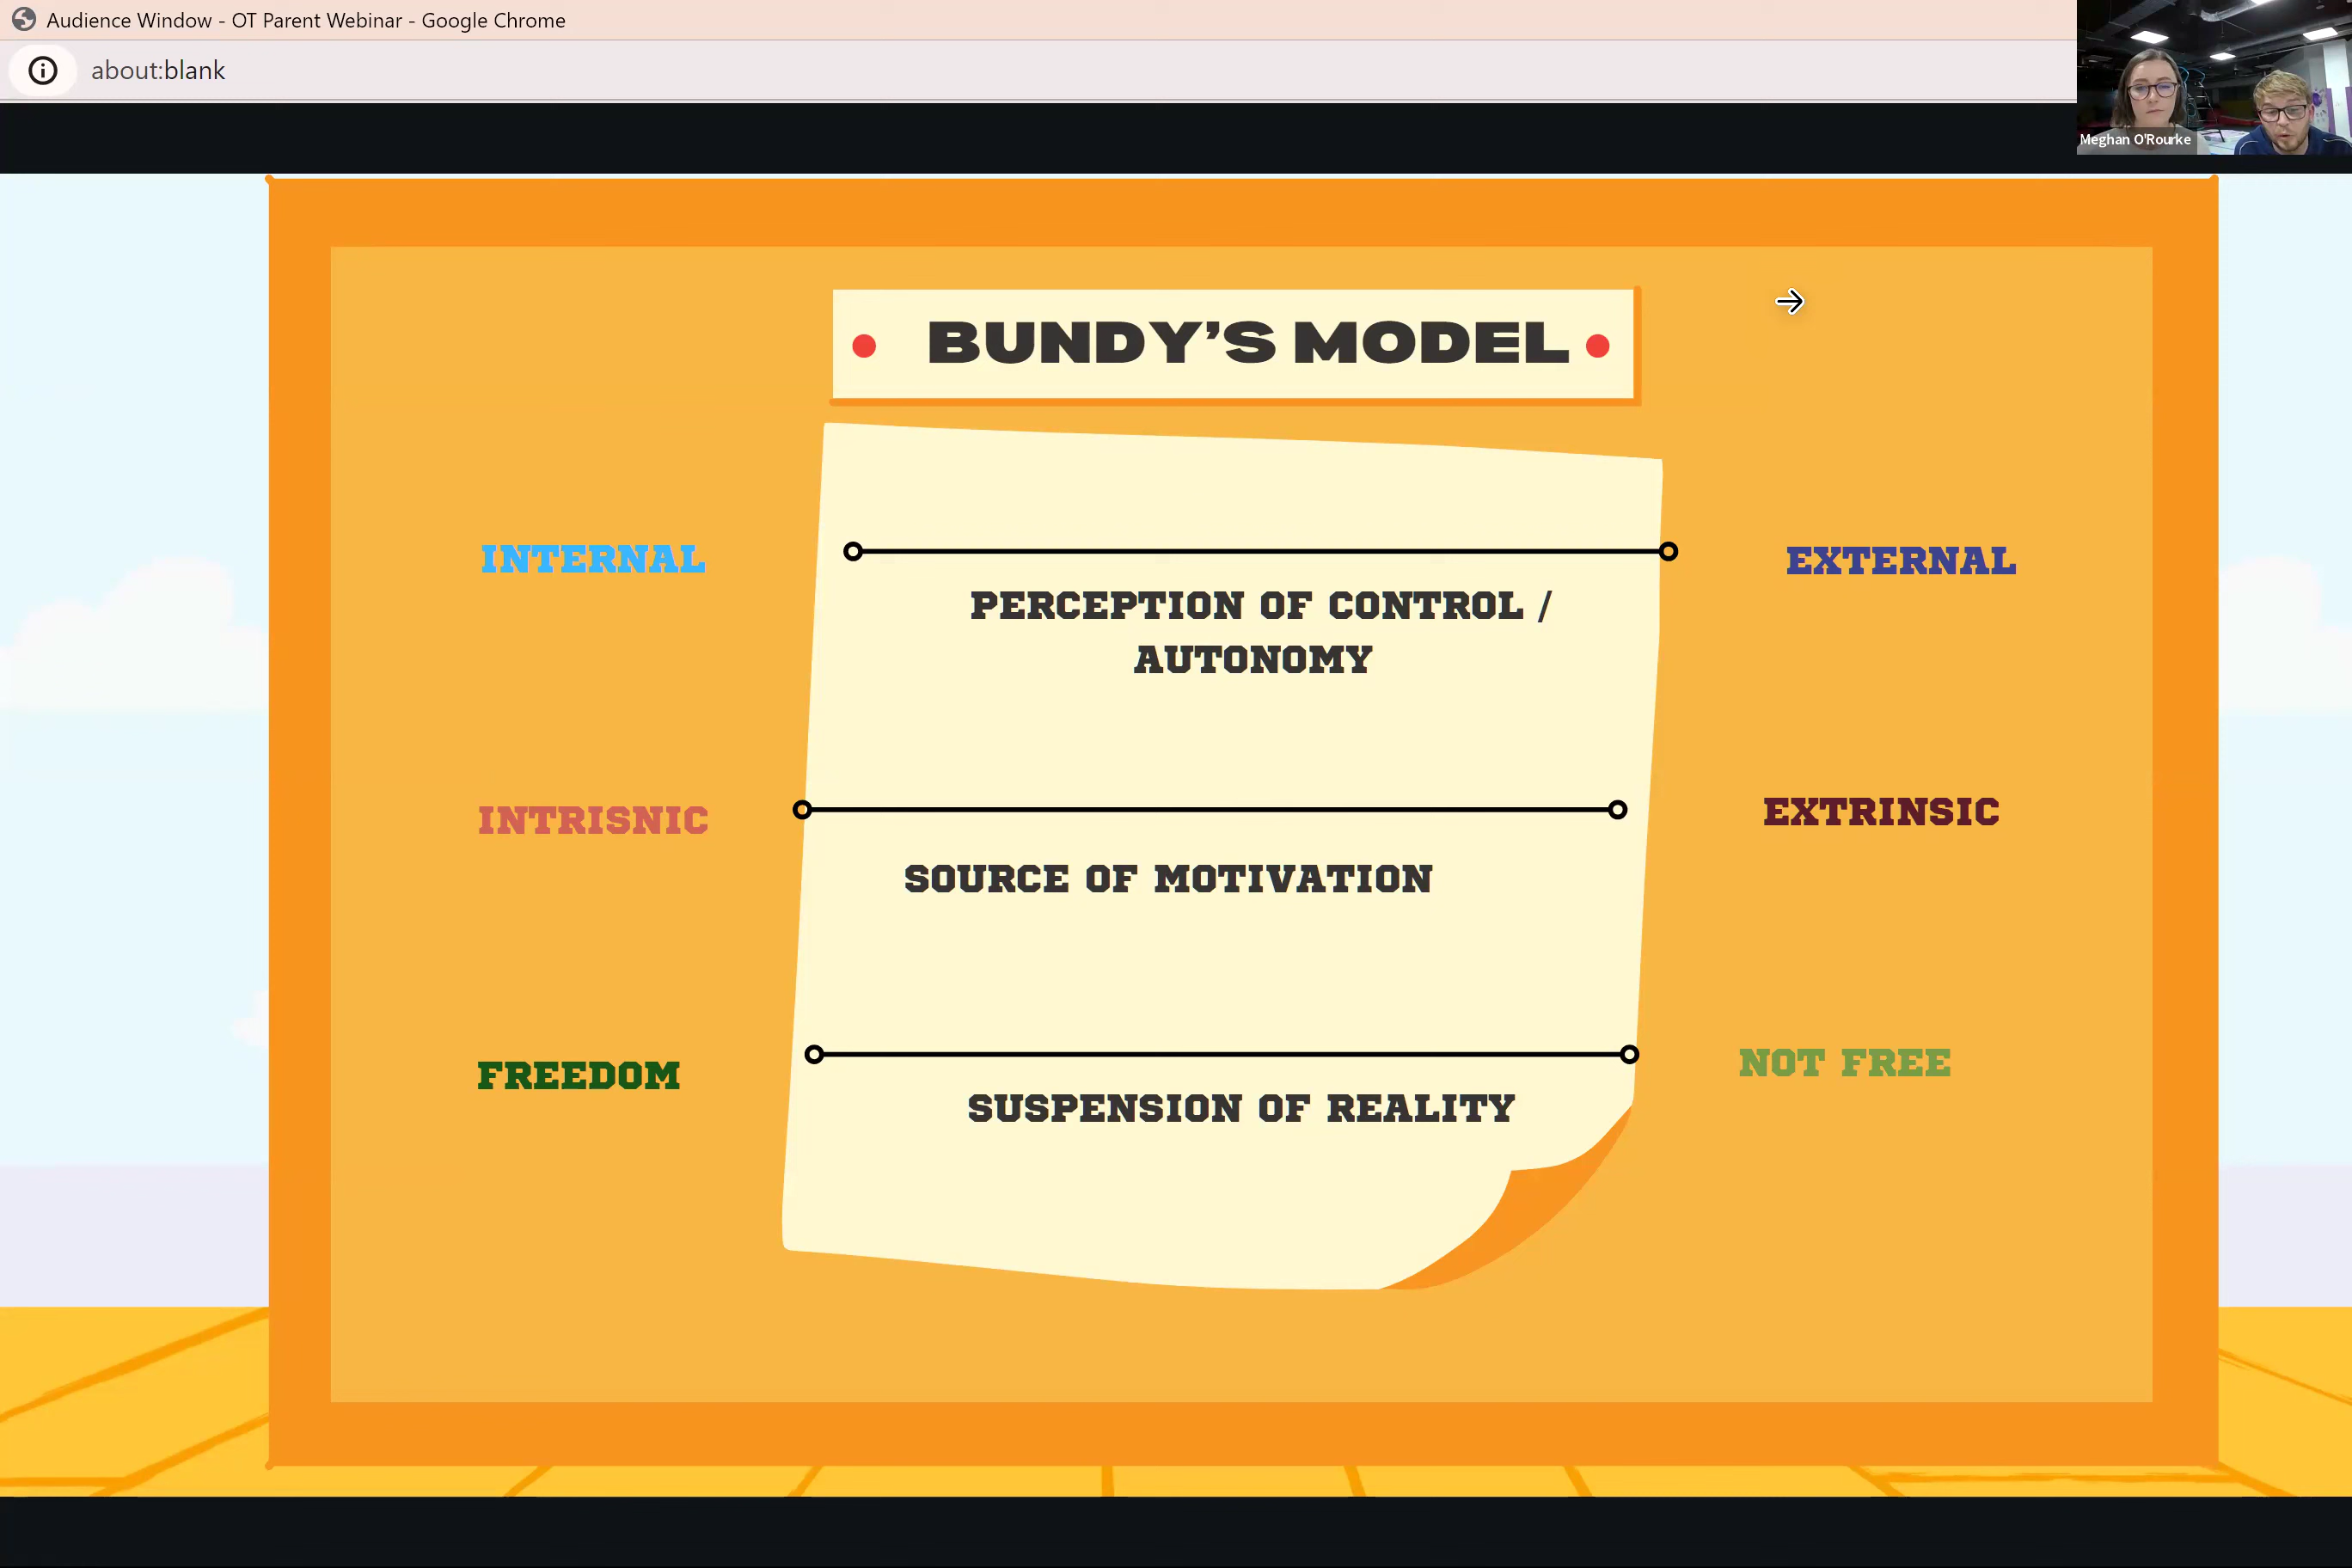 Audience Window - OT Parent Webinar - Google Chrome
about:blank
Meghan O'Rourke
BUNDY'S MODEL
INTERNAL
EXTERNAL
PERCEPTION OF CONTROL /
AUTONOMY
INTRISNIC
EXTRINSIC
SOURCE OF MOTIVATION
FREEDOM
NOT FREE
SUSPENSION OF REALITY